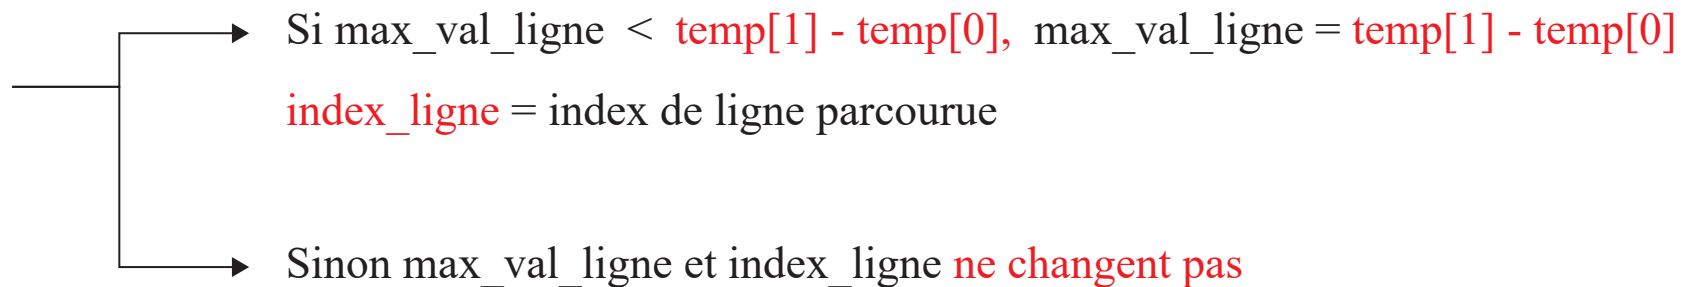 Si max_val_ligne < temp[1] - temp[0], max_val_ligne = temp[1] - temp[0]
index_ligne = index de ligne parcourue
Sinon max_val_ligne et index_ligne ne changent pas